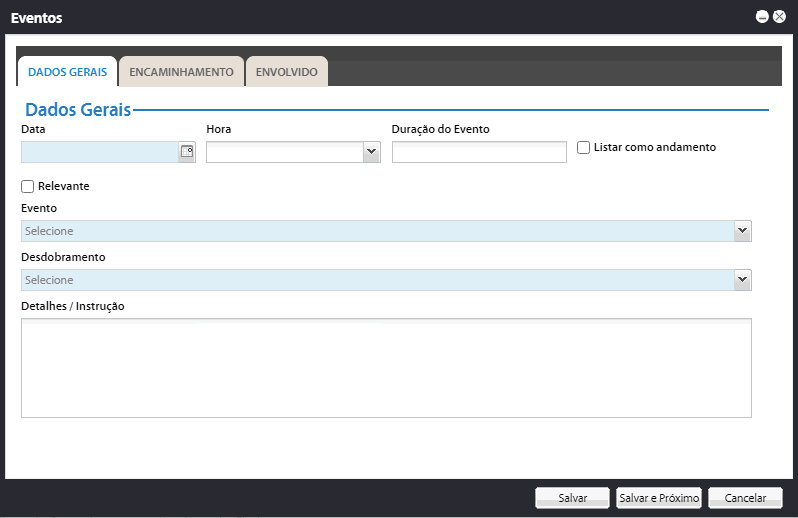 Eventos
DADOS GERAIS ENCAMINHAMENTO ENVOLVIDO
Dados Gerais
Data Hora Duração do Evento
Listar como andamento
Relevante
Evento
Selecione
Desdobramento
Selecione
Detalhes / Instrução
Salvar Salvar e Próximo Cancelar